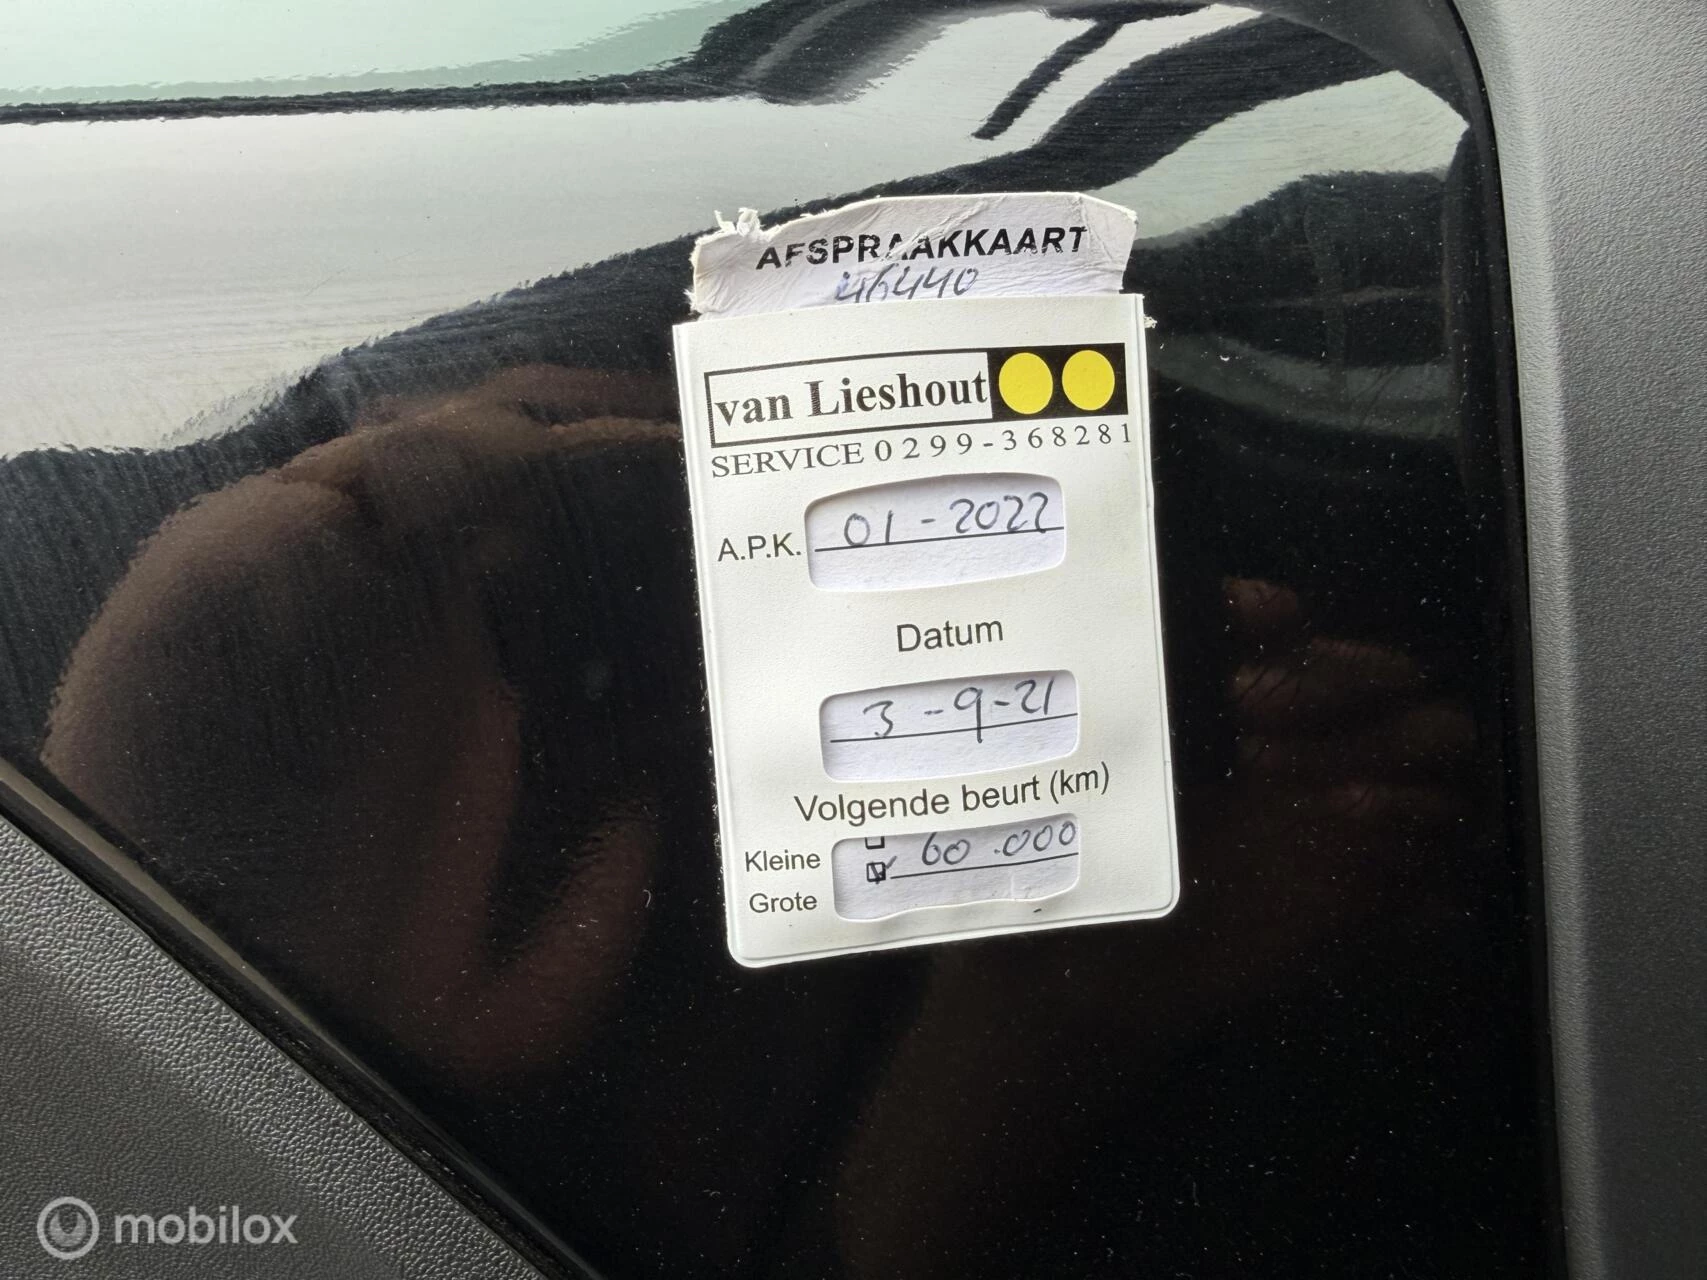 AFSPRAAKKAART
46440
van Lieshout
SERVICE 0299-368281
A.P.K. 01-2022
Datum
3-9-21
Volgende beurt (km)
Kleine 60.000
Grote
mobilox